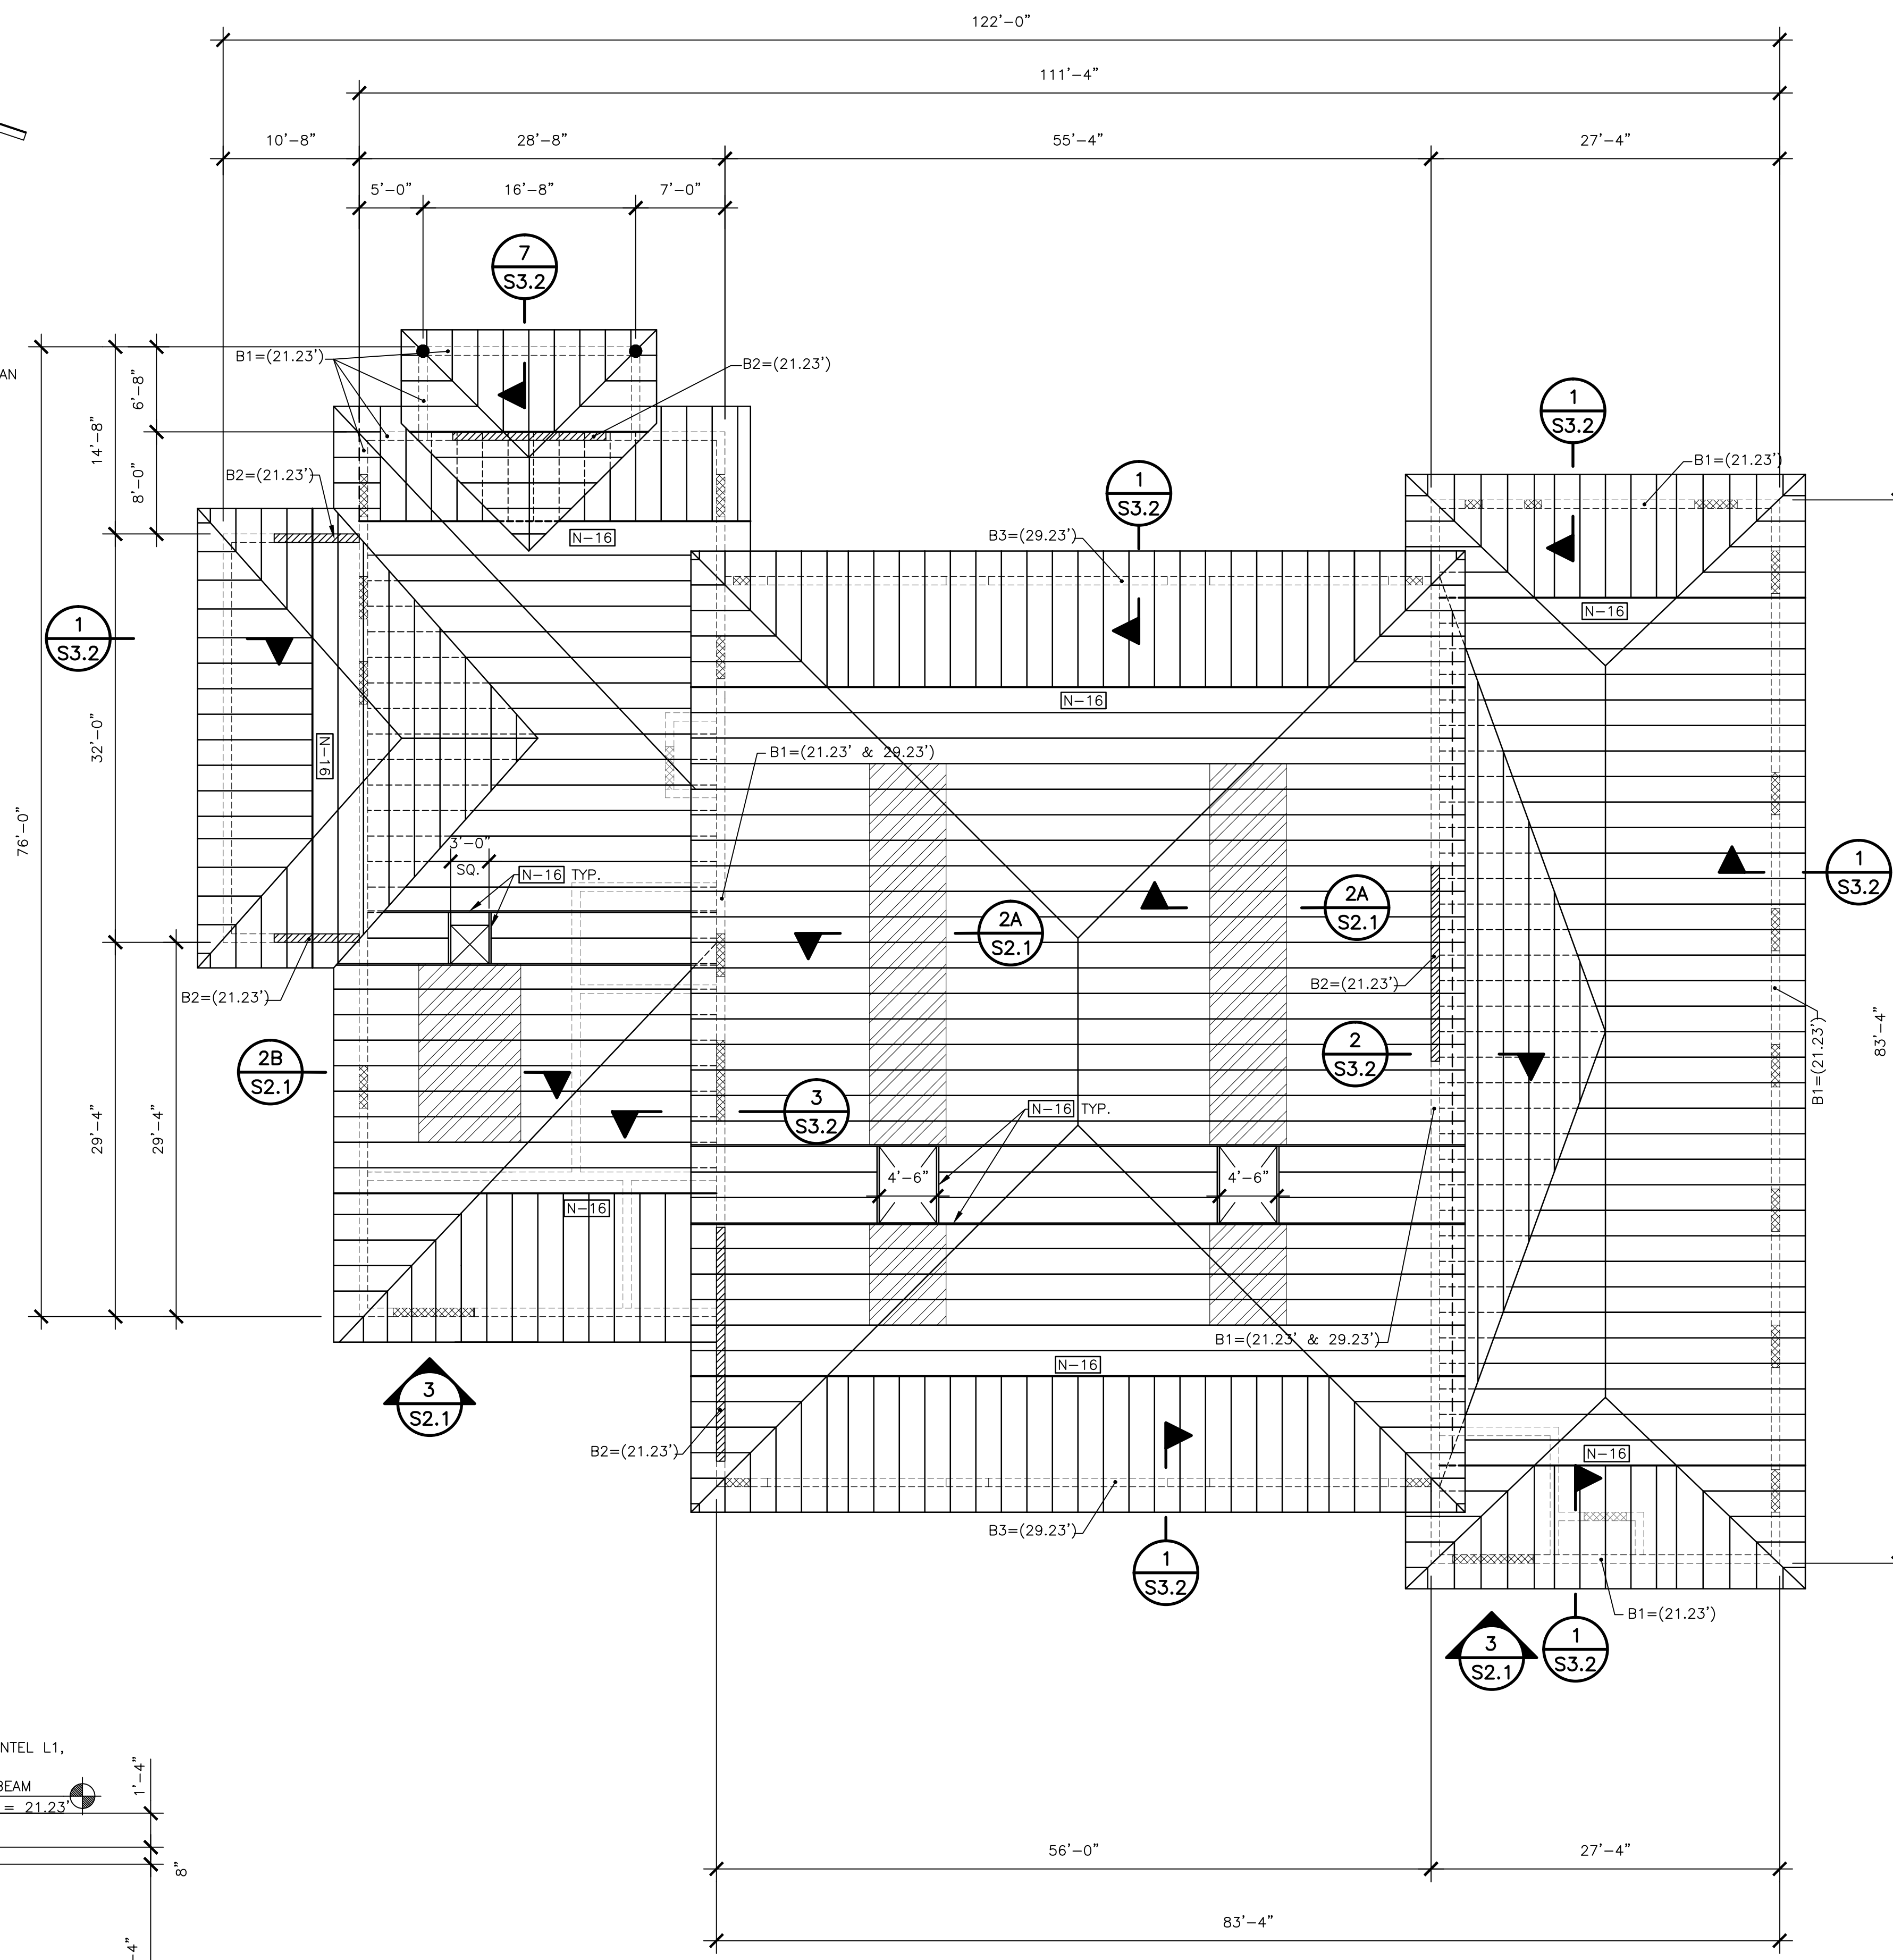 122'-0"
111'-4"
10'-8"
28'-8"
55'-4"
27'-4"
5'-0"
16'-8"
7'-0"
7
S3.2
AN
B1=(21.23')
B2=(21.23')
6'-8"
14'-8"
8'-0"
B2=(21.23')
1
S3.2
B1=(21.23')
1
S3.2
B3=(29.23')
N-16
N-16
1
S3.2
N-16
N-16
32'-0"
76'-0"
B1=(21.23' & 29.23')
3'-0"
SQ.
N-16 TYP.
1
S3.2
2A
S2.1
2A
S2.1
B2=(21.23')
B2=(21.23')
B1=(21.23')
83'-4"
2B
S2.1
2
S3.2
3
S3.2
N-16 TYP.
29'-4"
29'-4"
4'-6"
4'-6"
N-16
B1=(21.23' & 29.23')
N-16
3
S2.1
B2=(21.23')
N-16
B3=(29.23')
1
S3.2
B1=(21.23')
3
S2.1
1
S3.2
NTEL L1,
BEAM
= 21.23'
1'-4"
8"
-4"
56'-0"
27'-4"
83'-4"